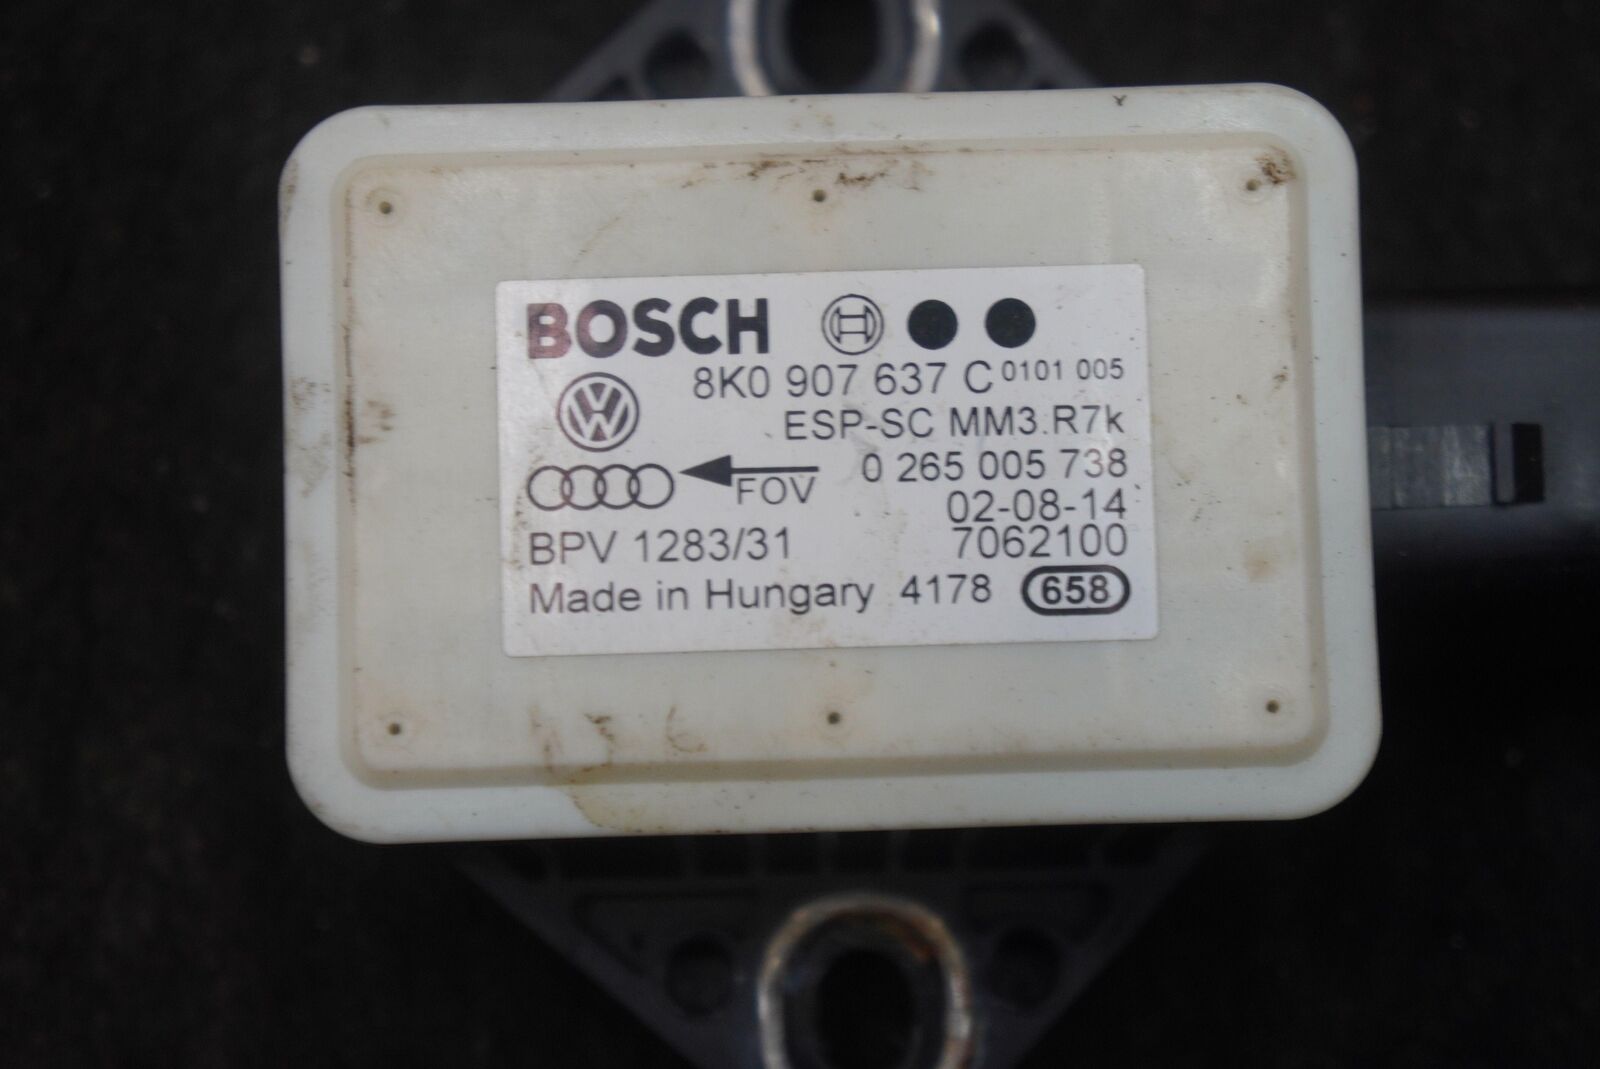 BOSCH
8K0 907 637 C 0101 005
ESP-SC MM3.R7k
0 265 005 738
FOV
02-08-14
BPV 1283/31 7062100
Made in Hungary 4178 658